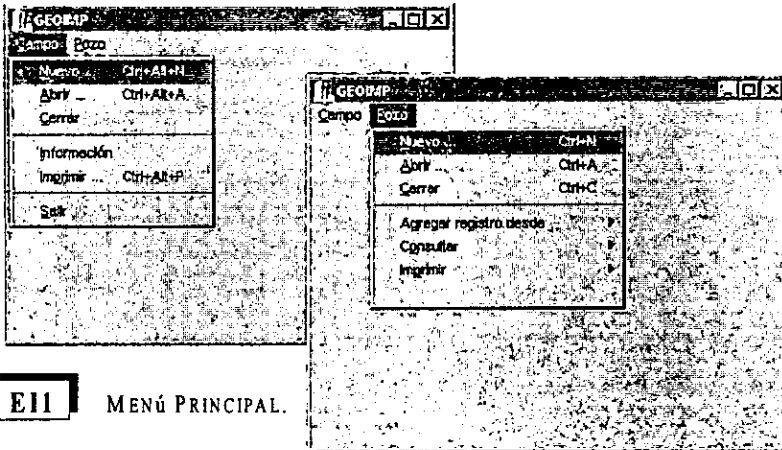 GEOIMP
Campo Pozo
Nuevo ... Ctrl+Alt+N
Abrir ... Ctrl+Alt+A
Cerrar
Información
Imprimir ... Ctrl+Alt+P
Salir
GEOIMP
Campo Pozo
Nuevo ... Ctrl+N
Abrir ... Ctrl+A
Cerrar Ctrl+C
Agregar registro desde ...
Consultar
Imprimir
E11 MENú PRINCIPAL.